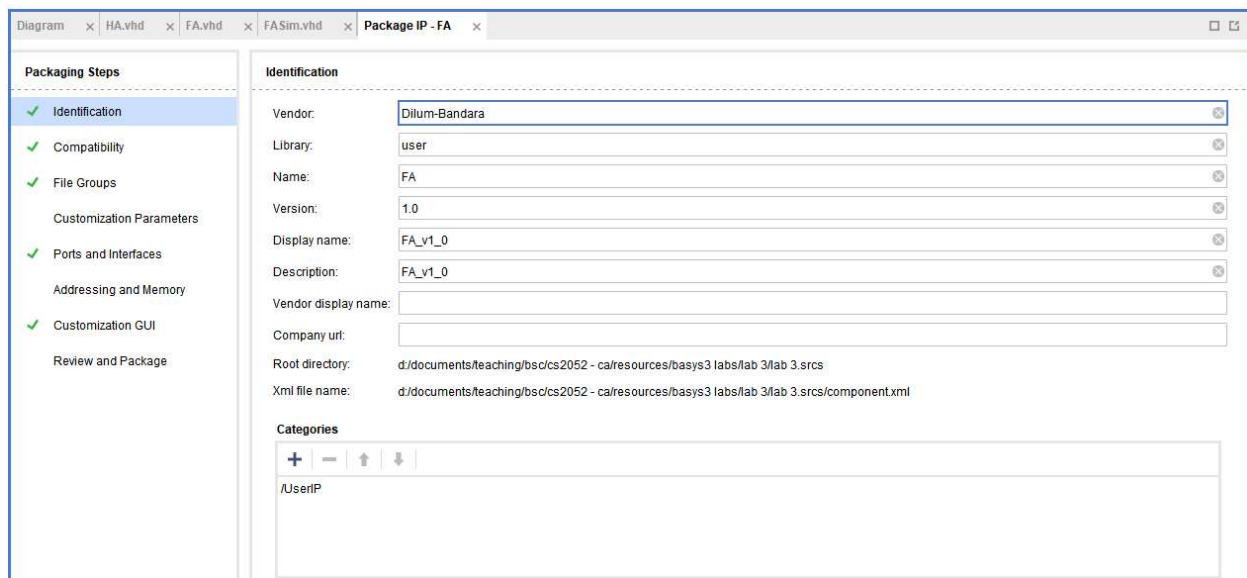 Diagram HA.vhd FA.vhd FASim.vhd Package IP - FA
Packaging Steps
Identification
Compatibility
File Groups
Customization Parameters
Ports and Interfaces
Addressing and Memory
Customization GUI
Review and Package
Identification
Vendor: Dilum-Bandara
Library: user
Name: FA
Version: 1.0
Display name: FA_v1_0
Description: FA_v1_0
Vendor display name:
Company url:
Root directory: d:/documents/teaching/bsc/cs2052 - ca/resources/basys3 labs/lab 3/lab 3.srcs
Xml file name: d:/documents/teaching/bsc/cs2052 - ca/resources/basys3 labs/lab 3/lab 3.srcs/component.xml
Categories
/UserIP